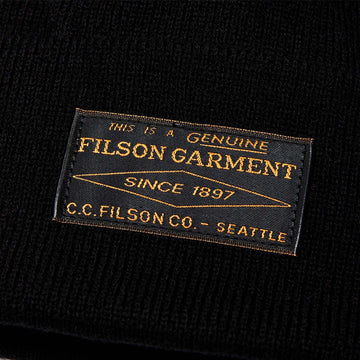 THIS IS A GENUINE
FILSON GARMENT
SINCE 1897
C.C. FILSON CO. – SEATTLE